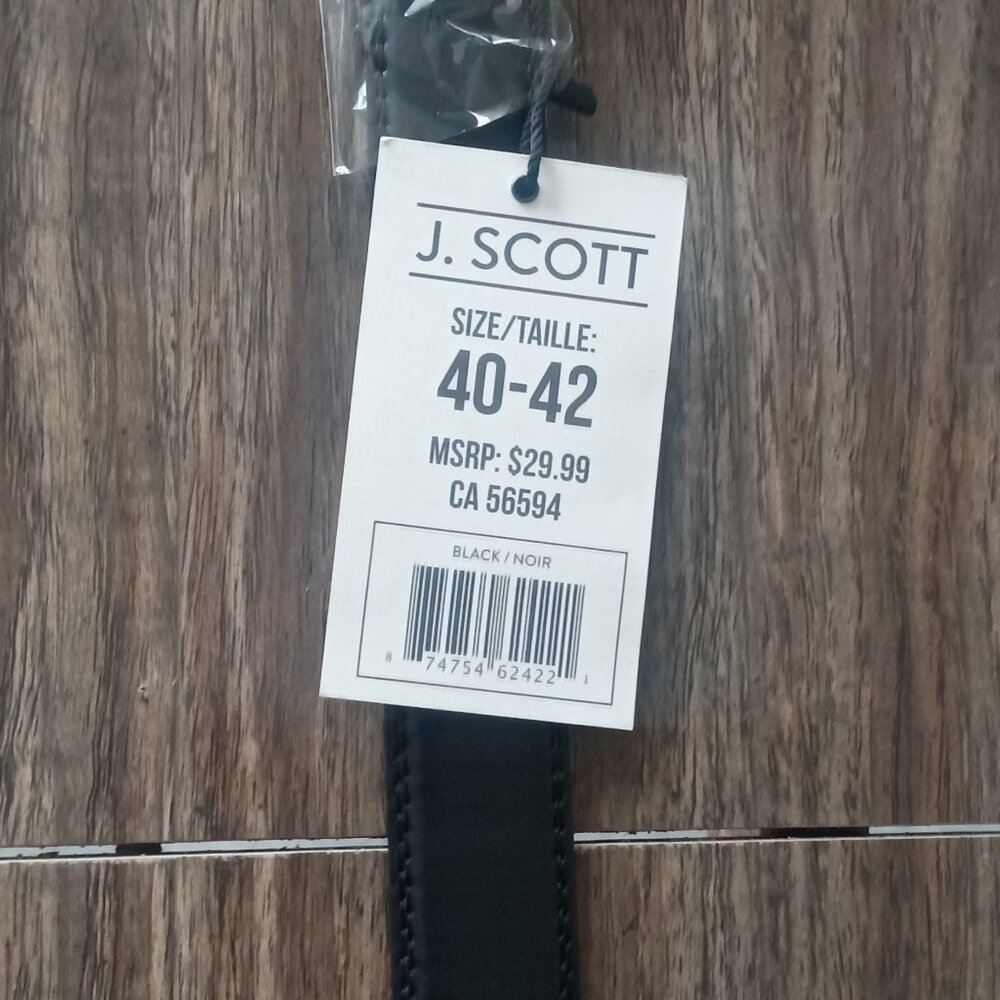 J. SCOTT
SIZE/TAILLE:
40-42
MSRP: $29.99
CA 56594
BLACK / NOIR
8 74754 62422 1